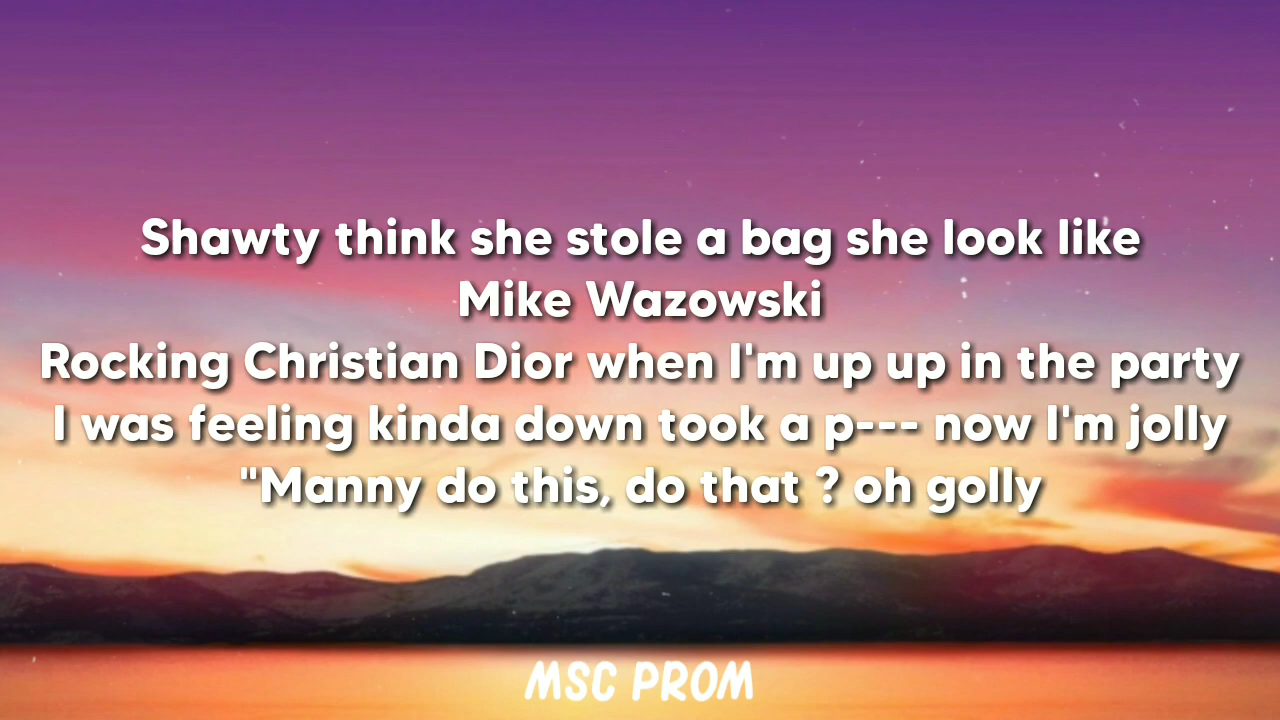 Shawty think she stole a bag she look like
Mike Wazowski
Rocking Christian Dior when I'm up up in the party
I was feeling kinda down took a p--- now I'm jolly
"Manny do this, do that ? oh golly
MSC PROM